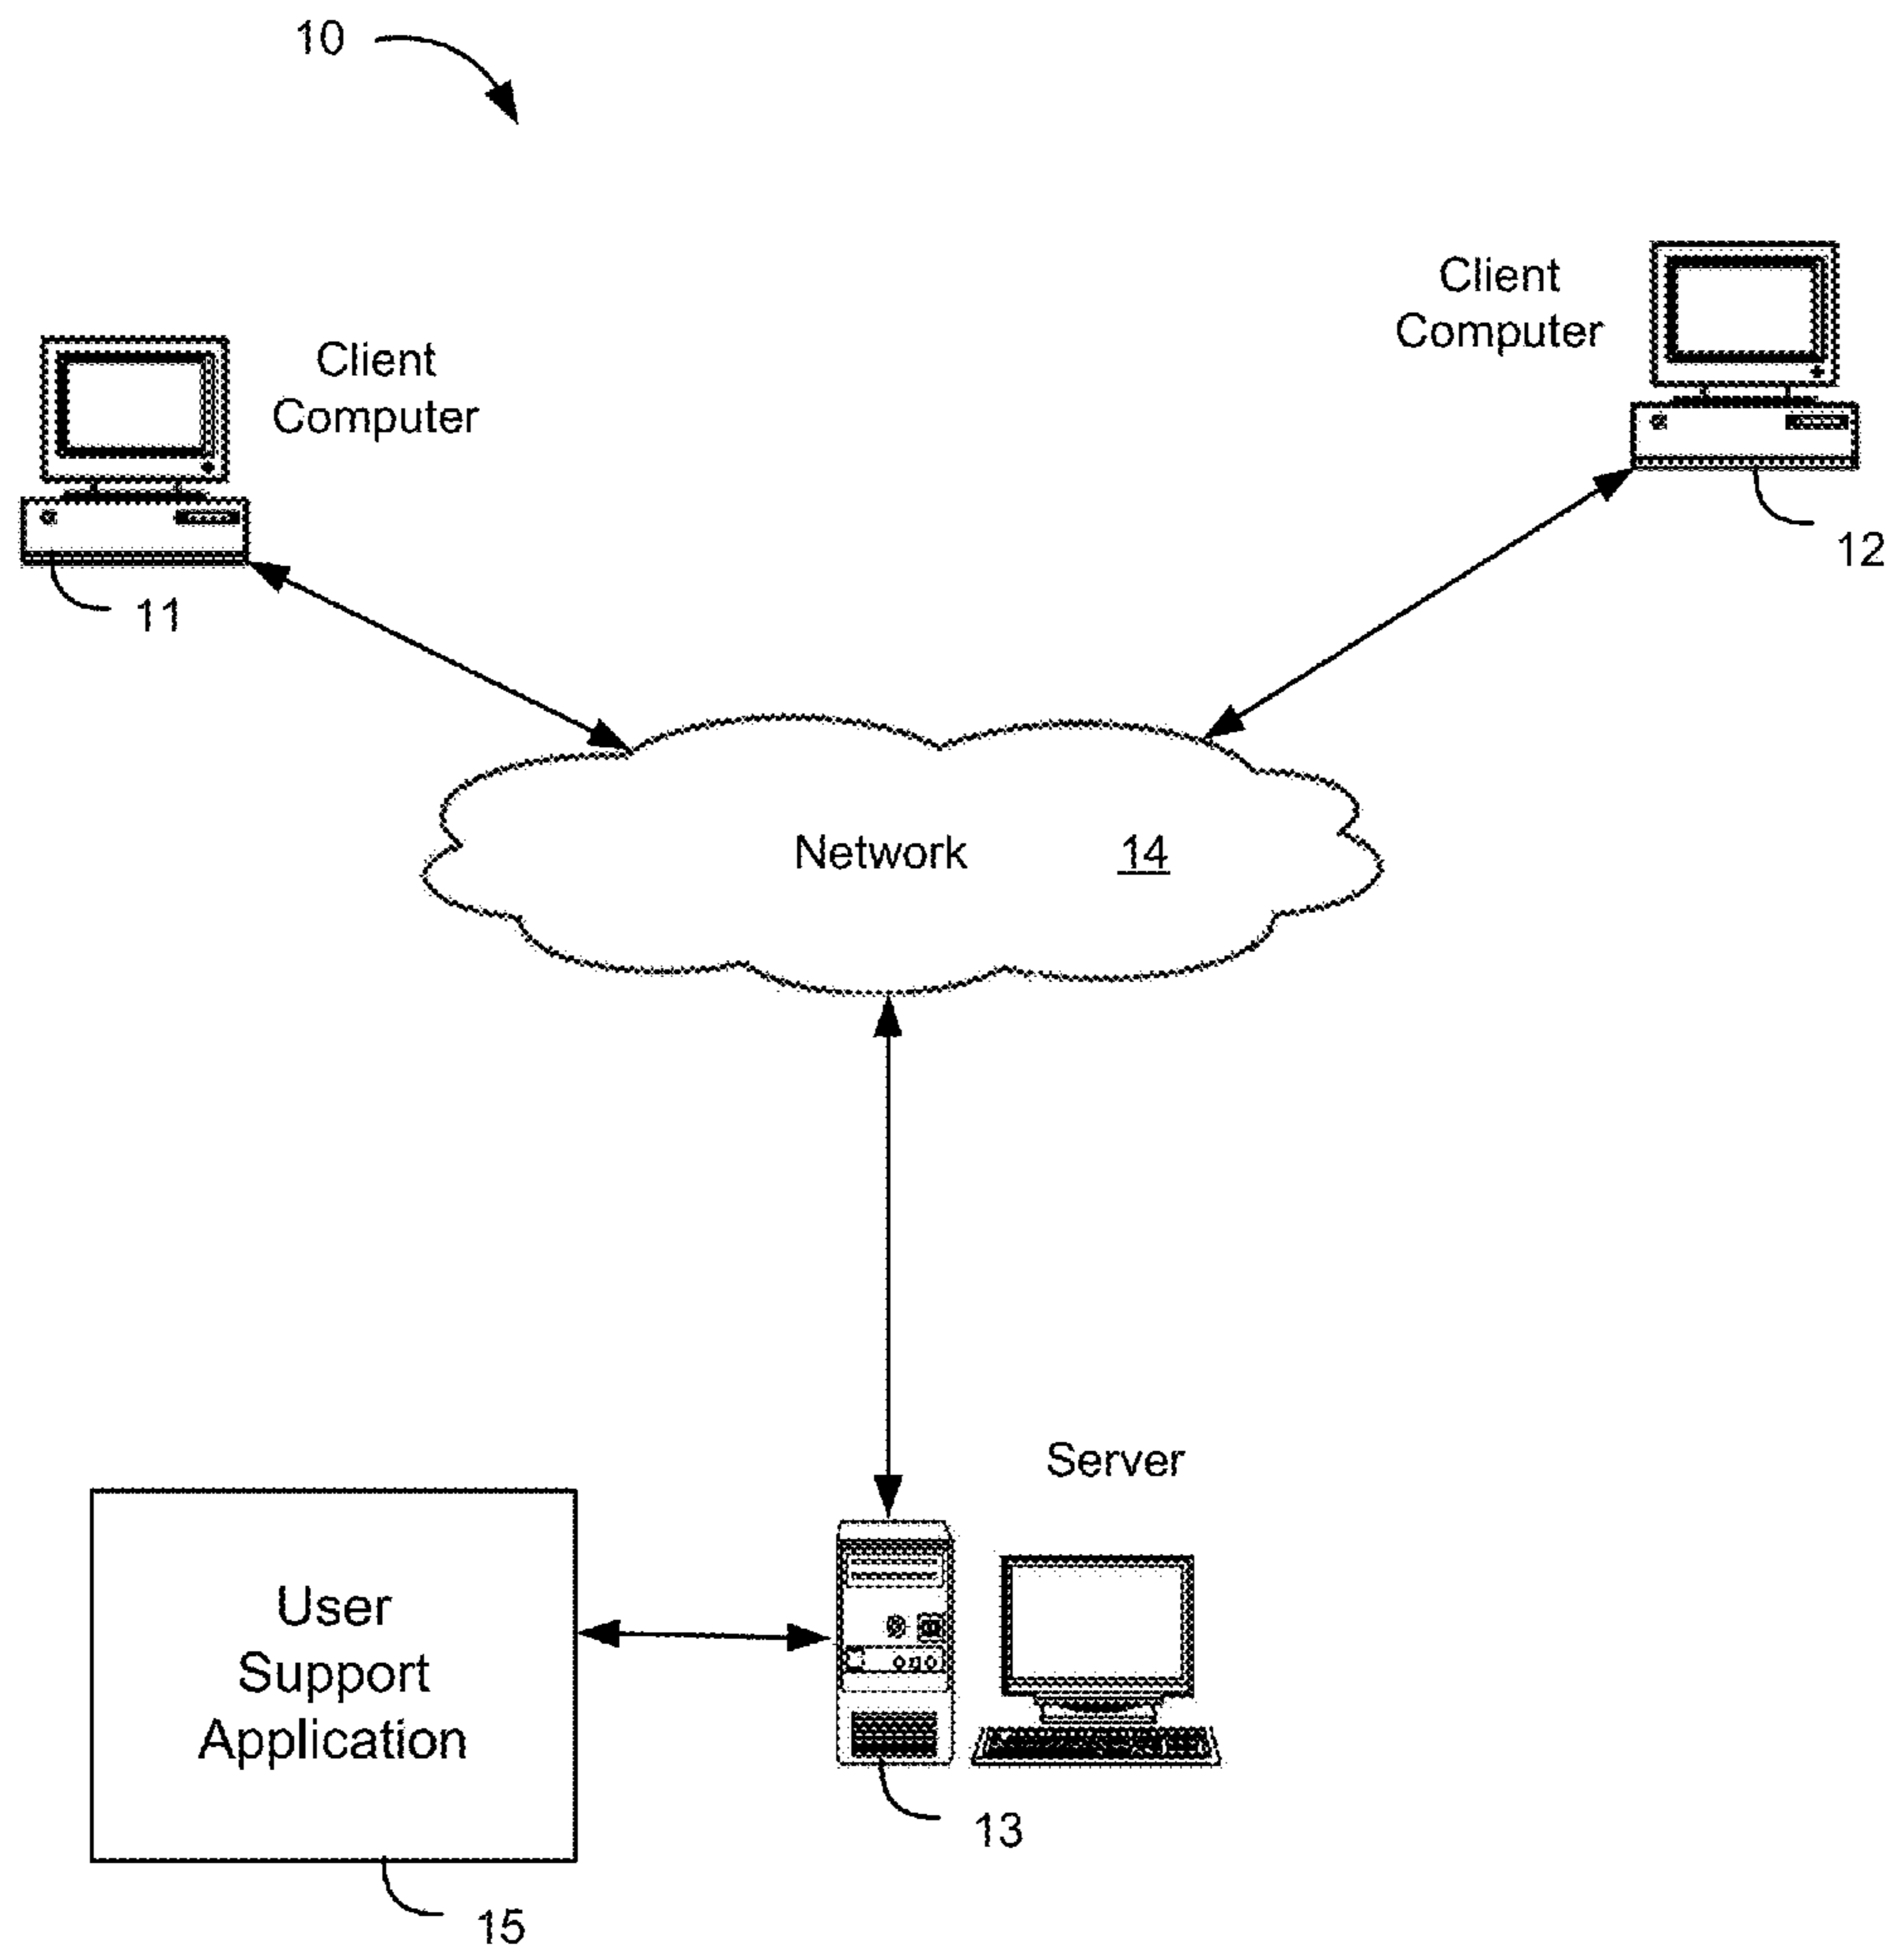 10
Client
Computer
12
Client
Computer
11
Network 14
Server
13
User
Support
Application
15